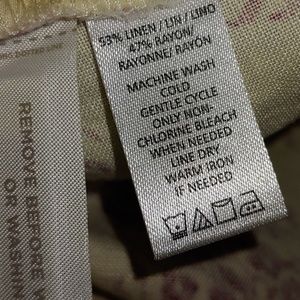 53% LINEN / LIN / LINO
47% RAYON/
RAYONNE/ RAYÓN
MACHINE WASH
COLD
GENTLE CYCLE
ONLY NON-
CHLORINE BLEACH
WHEN NEEDED
LINE DRY
WARM IRON
IF NEEDED
REMOVE BEFORE
OR WASHIN